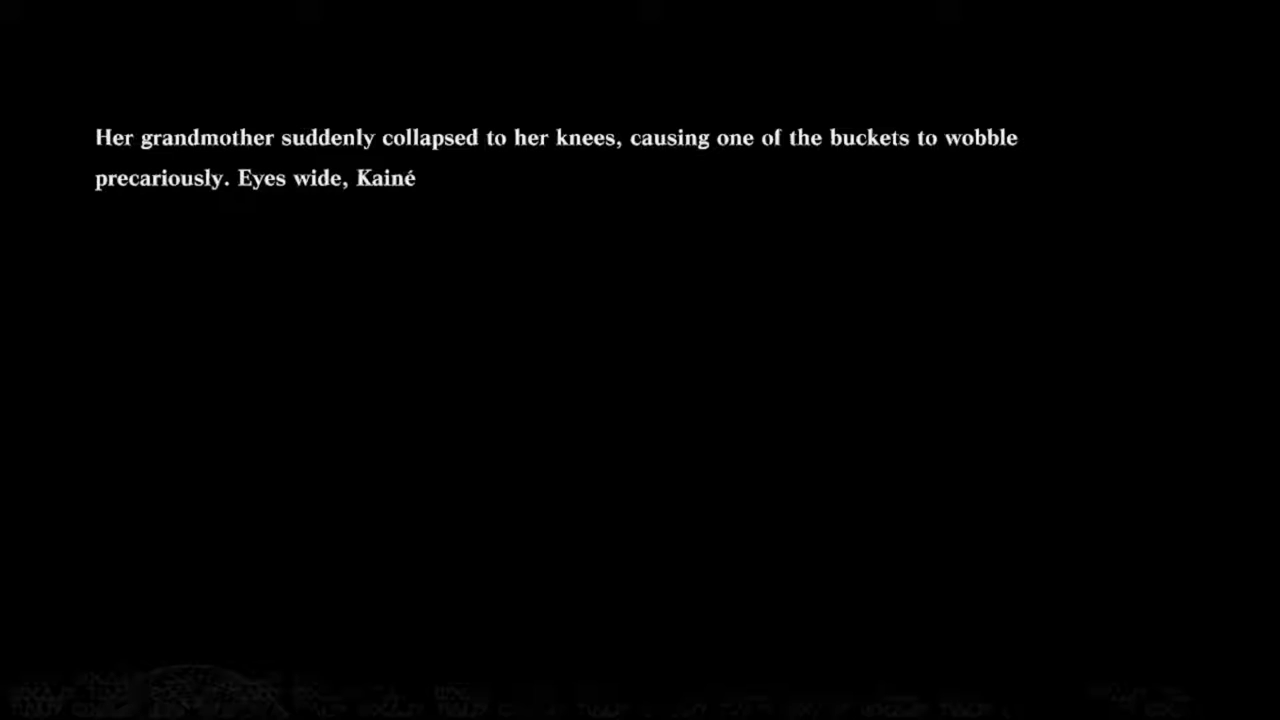 Her grandmother suddenly collapsed to her knees, causing one of the buckets to wobble
precariously. Eyes wide, Kainé